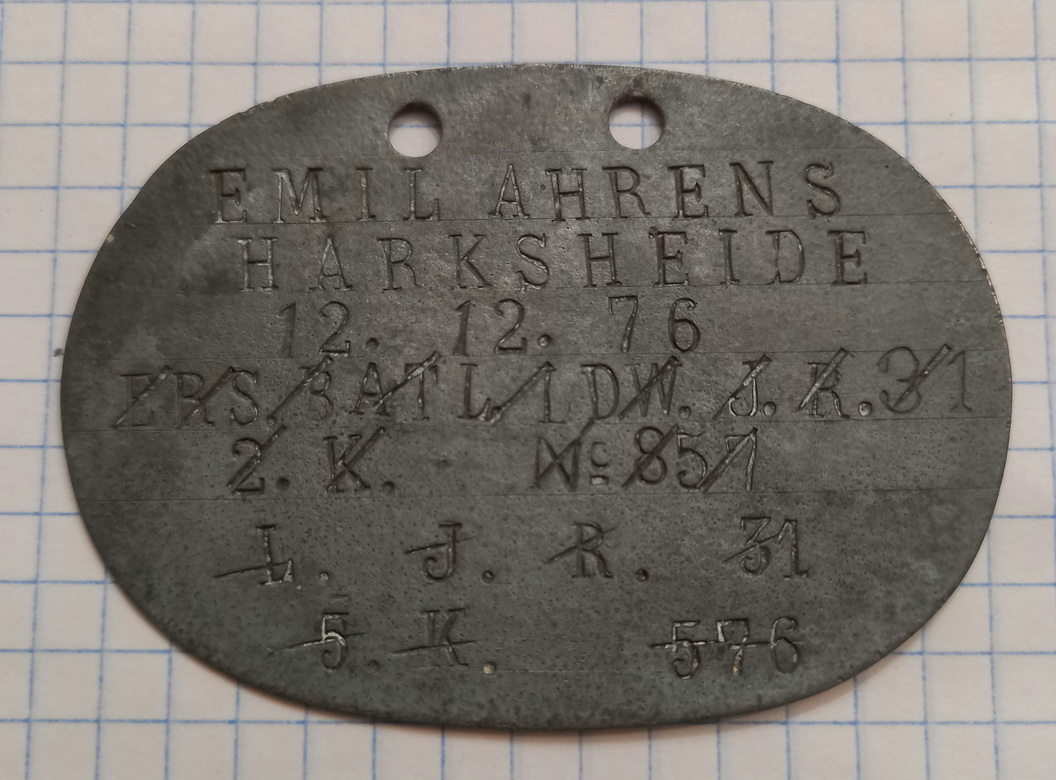 EMIL AHRENS
HARKSHEIDE
12. 12. 76
ERS. BATL. LDW. J. R. 31
2. K. Nº 857
L. J. R. 31
5. K. 576